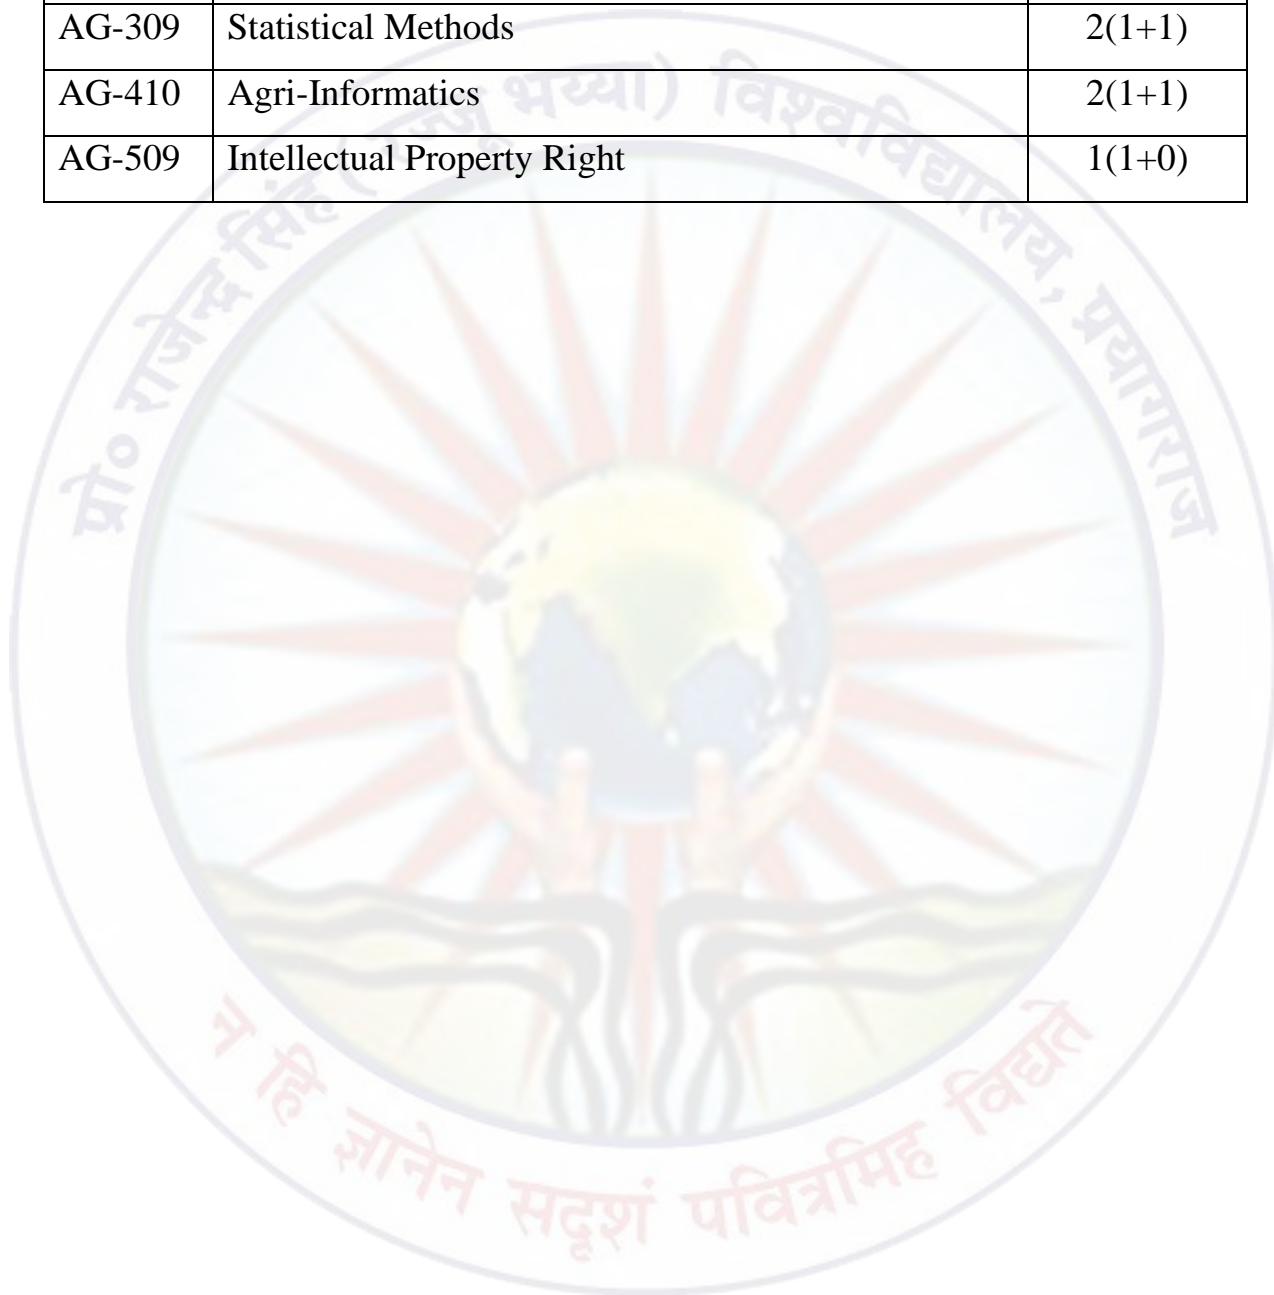 AG-309 Statistical Methods 2(1+1)
AG-410 Agri-Informatics 2(1+1)
AG-509 Intellectual Property Right 1(1+0)
प्रो० राजेन्द्र सिंह (रज्जू भय्या) विश्वविद्यालय, प्रयागराज
न हि ज्ञानेन सदृशं पवित्रमिह विद्यते